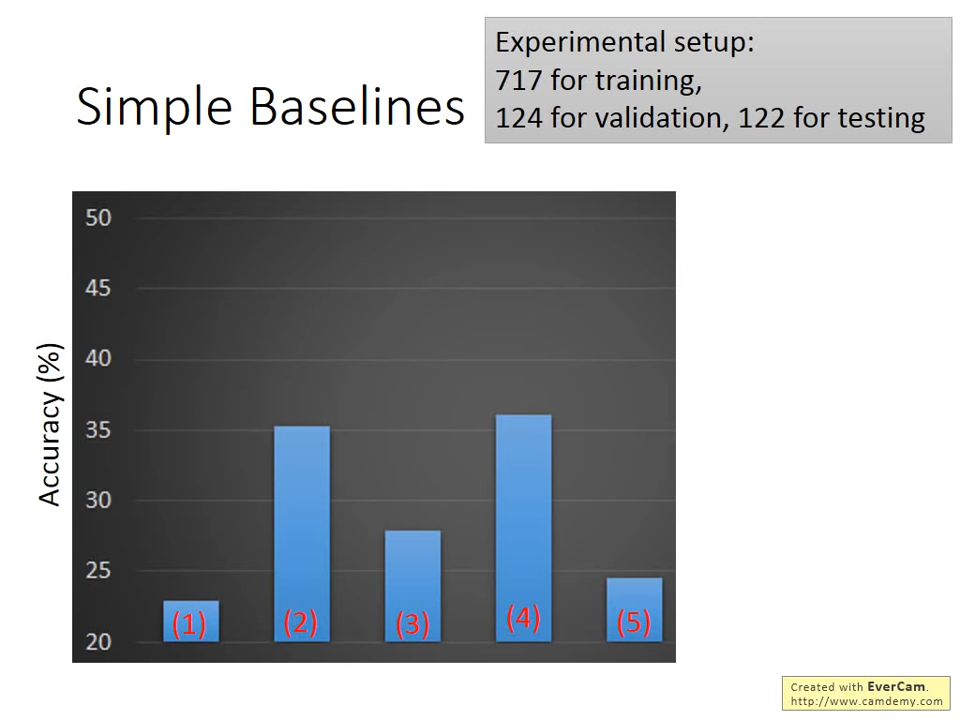 Experimental setup:
717 for training,
124 for validation, 122 for testing
Simple Baselines
Accuracy (%)
50
45
40
35
30
25
20
(1)
(2)
(3)
(4)
(5)
Created with EverCam.
http://www.camdemy.com